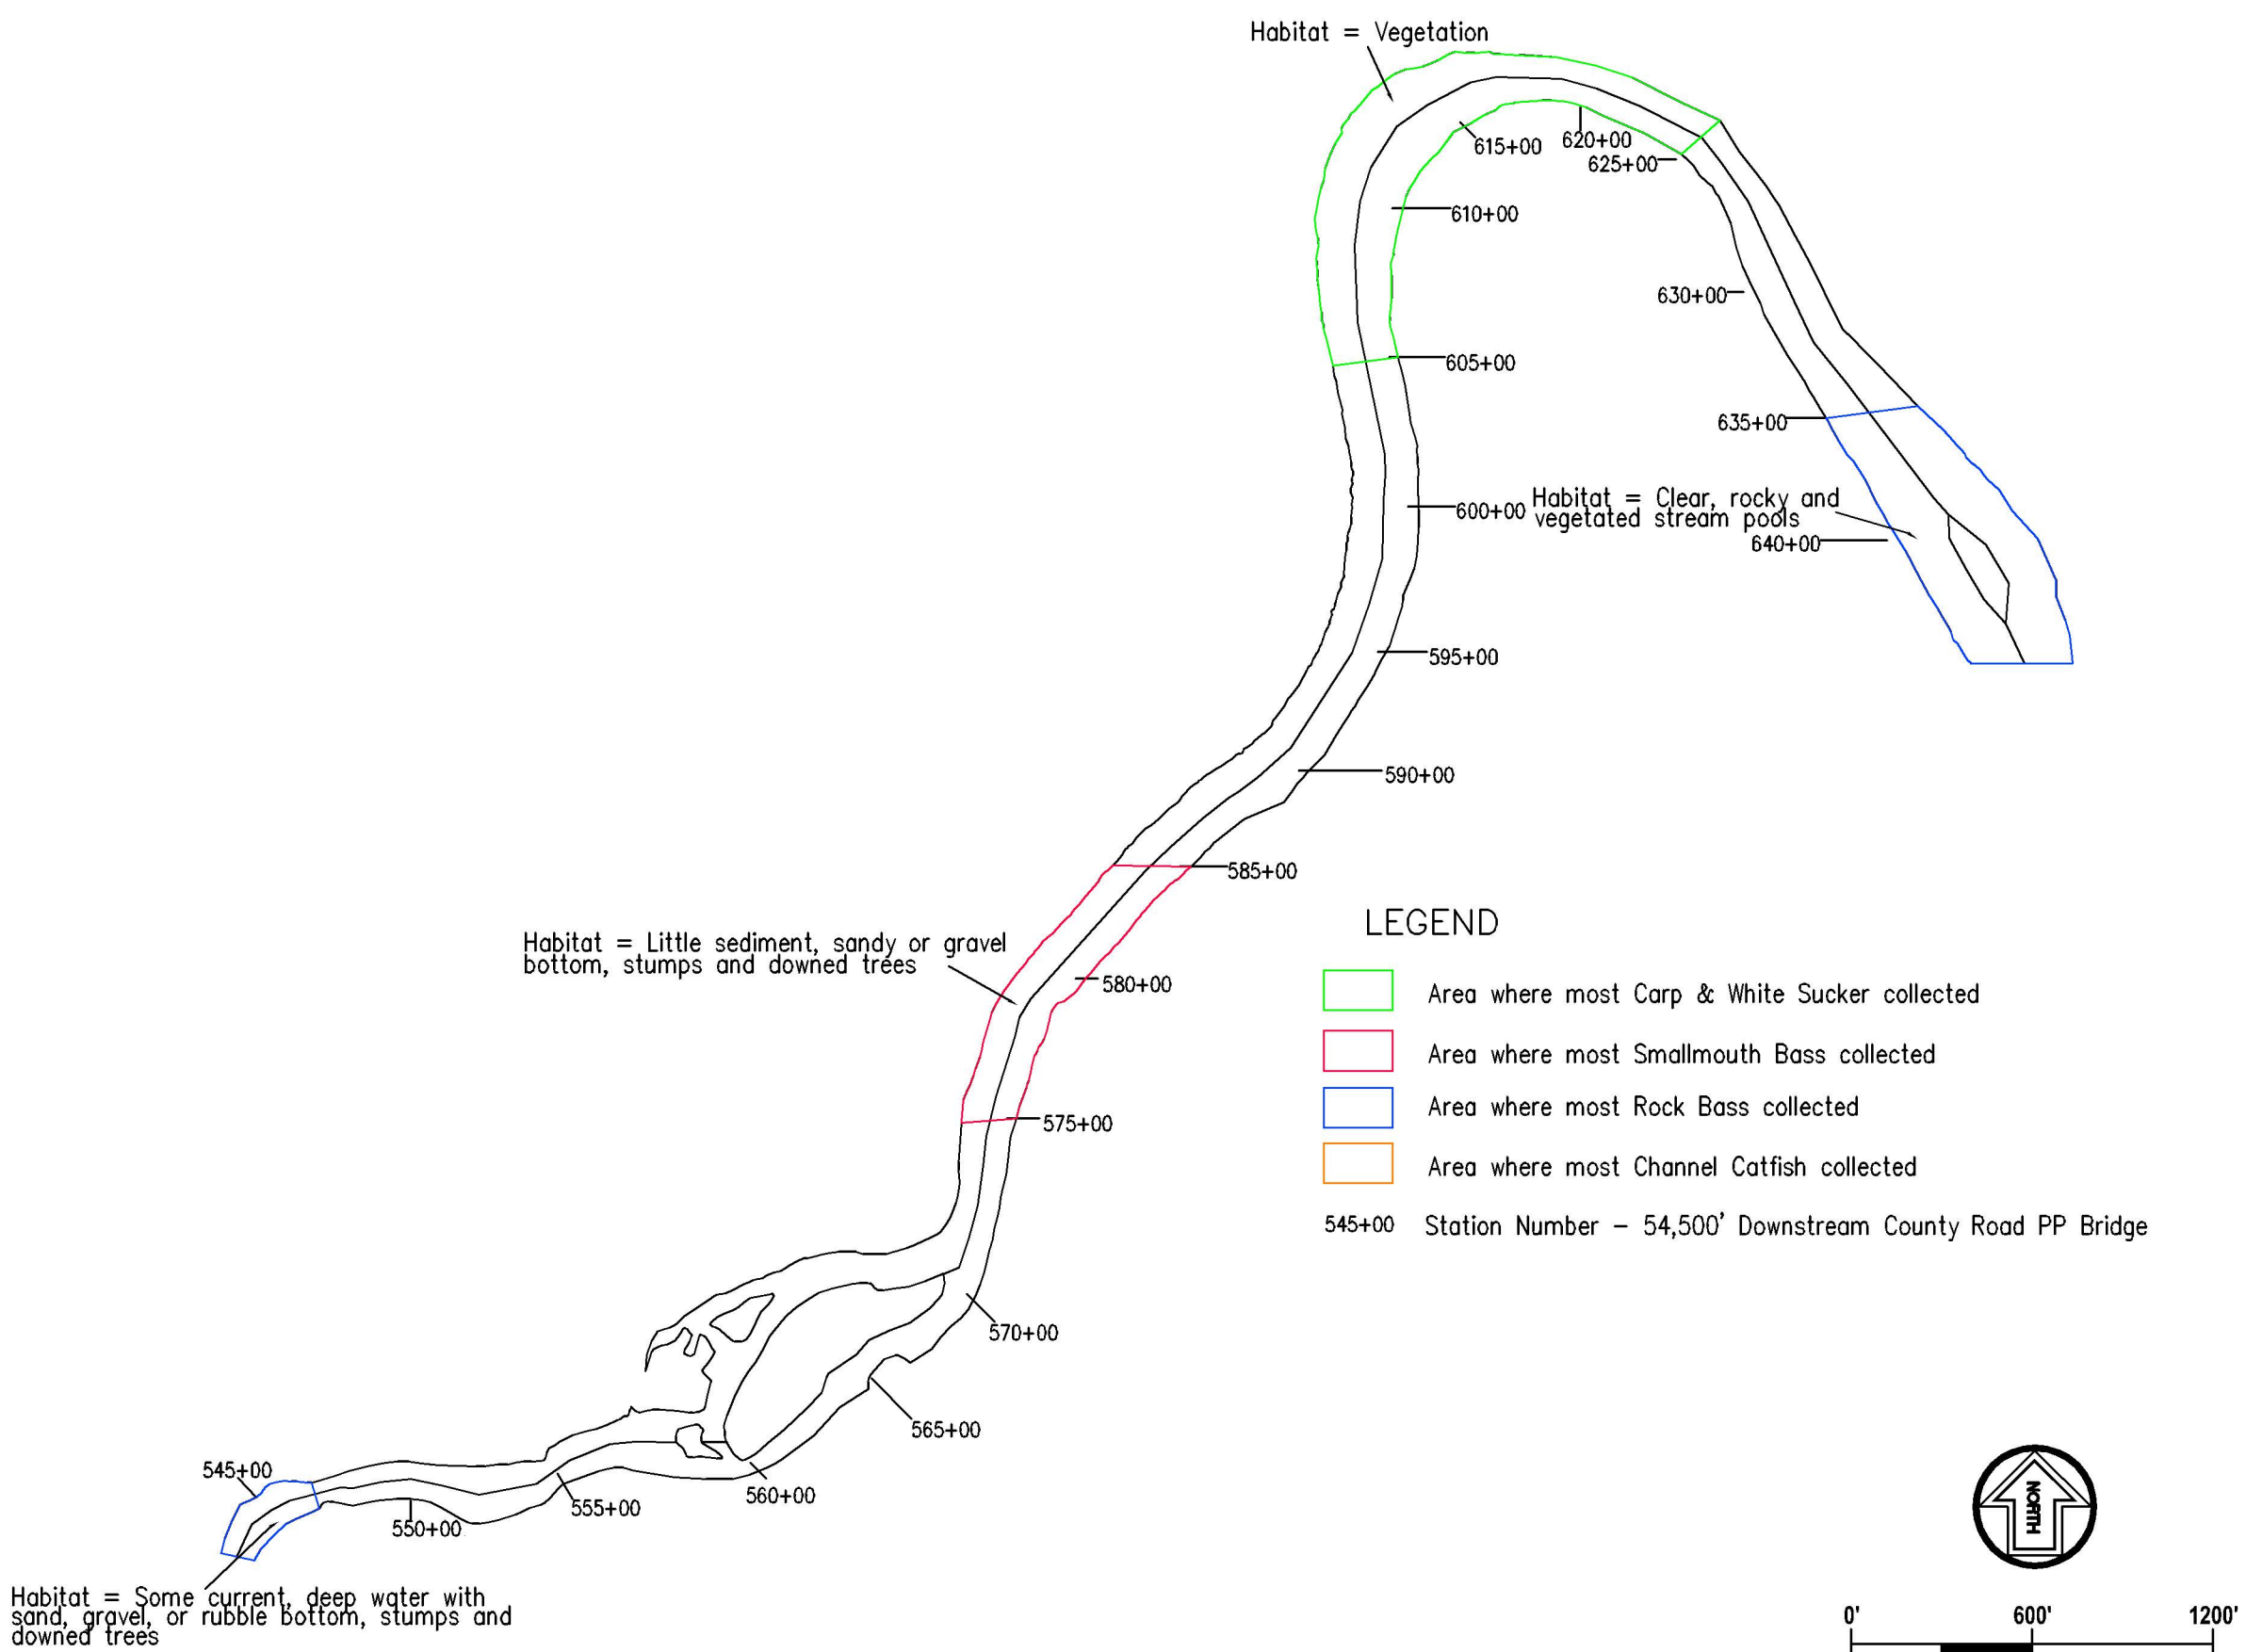 Habitat = Vegetation
615+00
620+00
625+00
610+00
630+00
605+00
635+00
600+00
Habitat = Clear, rocky and
vegetated stream pools
640+00
595+00
590+00
585+00
Habitat = Little sediment, sandy or gravel
bottom, stumps and downed trees
580+00
575+00
570+00
565+00
560+00
555+00
550+00
545+00
Habitat = Some current, deep water with
sand, gravel, or rubble bottom, stumps and
downed trees
LEGEND
Area where most Carp & White Sucker collected
Area where most Smallmouth Bass collected
Area where most Rock Bass collected
Area where most Channel Catfish collected
545+00 Station Number - 54,500' Downstream County Road PP Bridge
NORTH
0' 600' 1200'